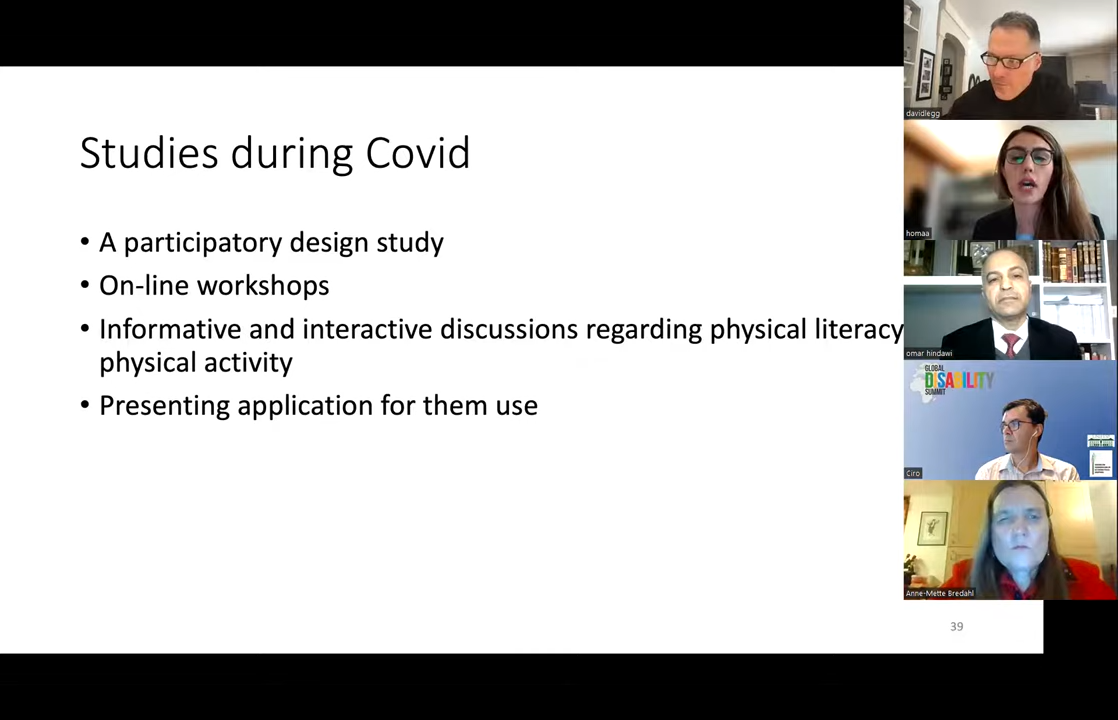 Studies during Covid
• A participatory design study
• On-line workshops
• Informative and interactive discussions regarding physical literacy
physical activity
• Presenting application for them use
39
davidlegg
homaa
omar hindawi
GLOBAL
DISABILITY
SUMMIT
Ciro
Anne-Mette Bredahl